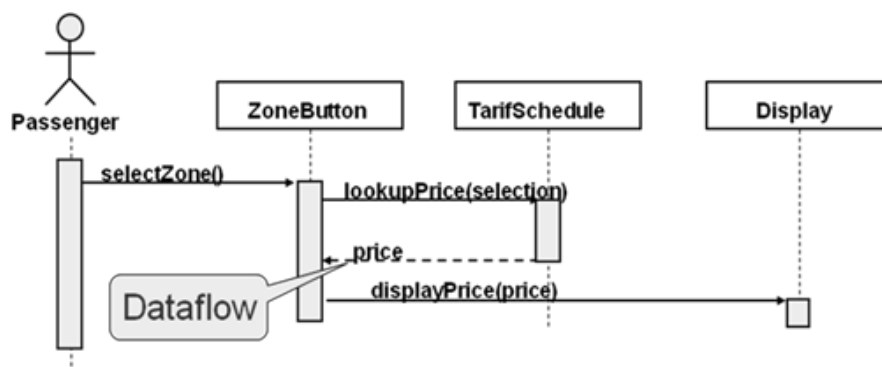 Passenger
ZoneButton
TarifSchedule
Display
selectZone()
lookupPrice(selection)
price
Dataflow
displayPrice(price)